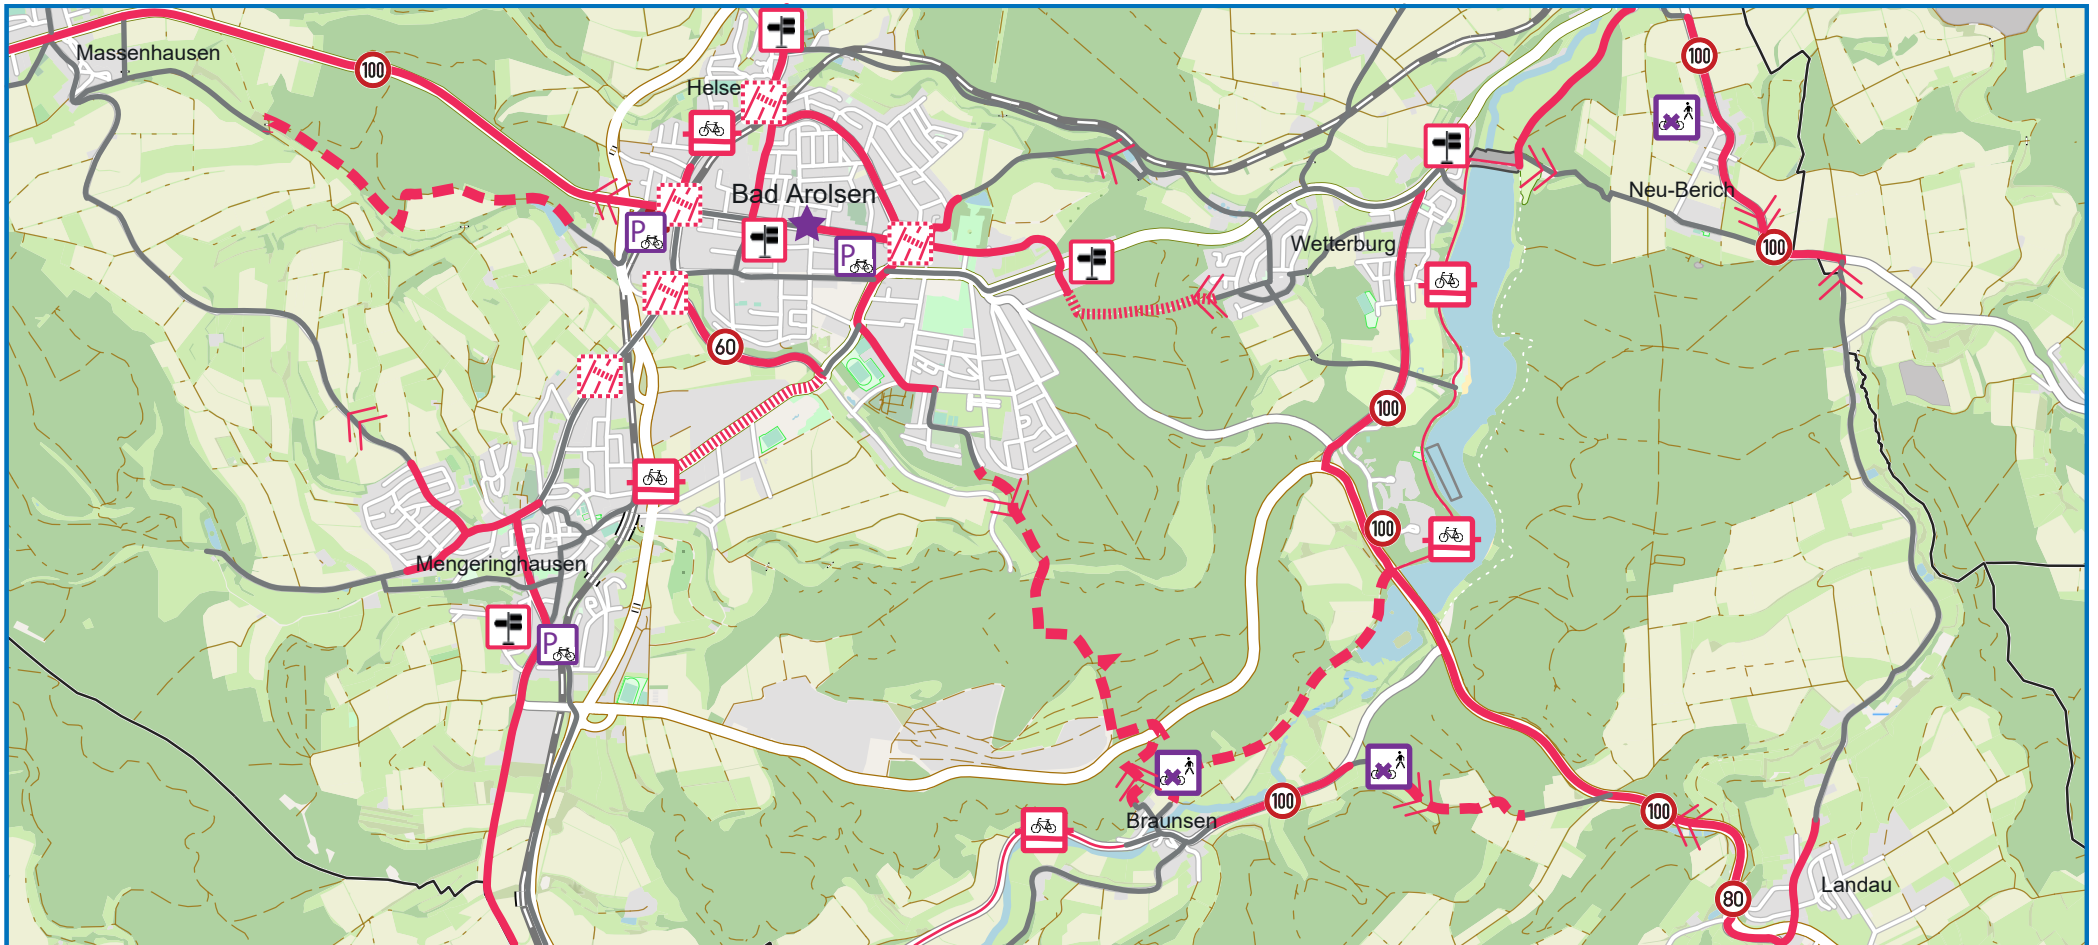 Massenhausen
100
100
Helse
Bad Arolsen
P
P
Neu-Berich
100
Wetterburg
60
100
100
Mengeringhausen
P
100
Braunsen
100
Landau
80